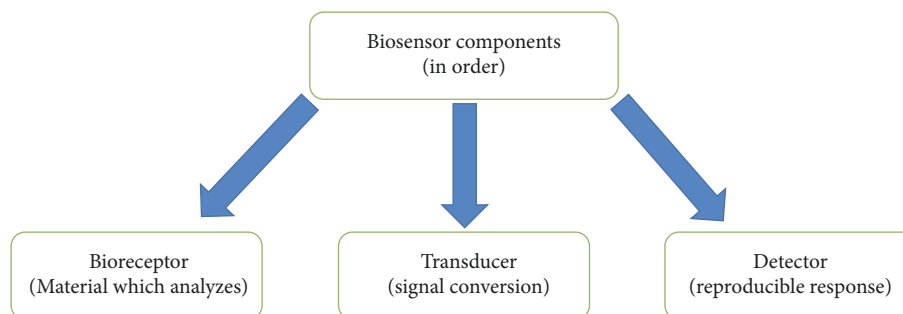 Biosensor components
(in order)
Bioreceptor
(Material which analyzes)
Transducer
(signal conversion)
Detector
(reproducible response)